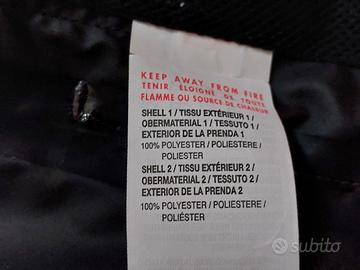 KEEP AWAY FROM FIRE
TENIR ÉLOIGNÉ DE TOUTE
FLAMME OU SOURCE DE CHALEUR
SHELL 1 / TISSU EXTÉRIEUR 1 /
OBERMATERIAL 1 / TESSUTO 1 /
EXTERIOR DE LA PRENDA 1
100% POLYESTER / POLIESTERE /
POLIESTER
SHELL 2 / TISSU EXTÉRIEUR 2 /
OBERMATERIAL 2 / TESSUTO 2 /
EXTERIOR DE LA PRENDA 2
100% POLYESTER / POLIESTERE /
POLIÉSTER
subito